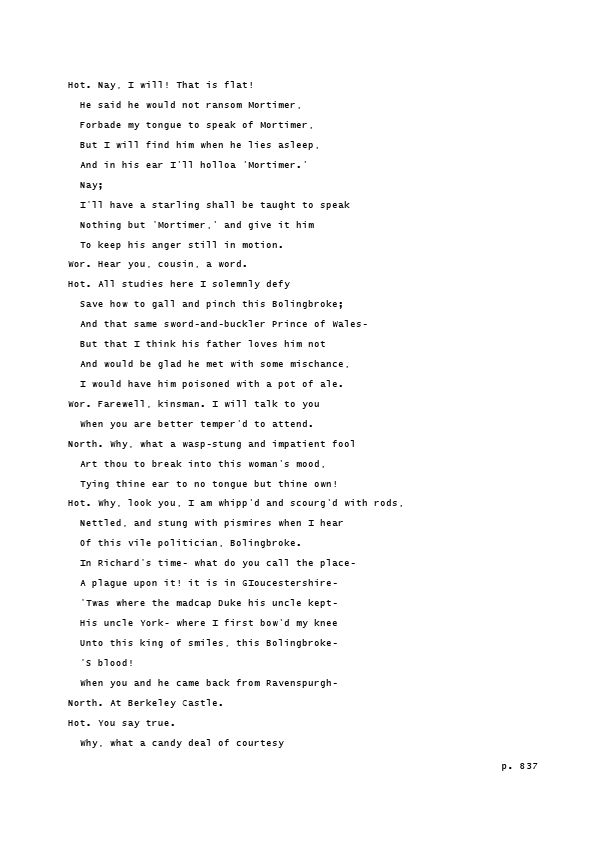 Hot. Nay, I will! That is flat!
He said he would not ransom Mortimer,
Forbade my tongue to speak of Mortimer,
But I will find him when he lies asleep,
And in his ear I'll holloa 'Mortimer.'
Nay;
I'll have a starling shall be taught to speak
Nothing but 'Mortimer,' and give it him
To keep his anger still in motion.
Wor. Hear you, cousin, a word.
Hot. All studies here I solemnly defy
Save how to gall and pinch this Bolingbroke;
And that same sword-and-buckler Prince of Wales-
But that I think his father loves him not
And would be glad he met with some mischance,
I would have him poisoned with a pot of ale.
Wor. Farewell, kinsman. I will talk to you
When you are better temper'd to attend.
North. Why, what a wasp-stung and impatient fool
Art thou to break into this woman's mood,
Tying thine ear to no tongue but thine own!
Hot. Why, look you, I am whipp'd and scourg'd with rods,
Nettled, and stung with pismires when I hear
Of this vile politician, Bolingbroke.
In Richard's time- what do you call the place-
A plague upon it! it is in GIoucestershire-
'Twas where the madcap Duke his uncle kept-
His uncle York- where I first bow'd my knee
Unto this king of smiles, this Bolingbroke-
'S blood!
When you and he came back from Ravenspurgh-
North. At Berkeley Castle.
Hot. You say true.
Why, what a candy deal of courtesy
p. 837